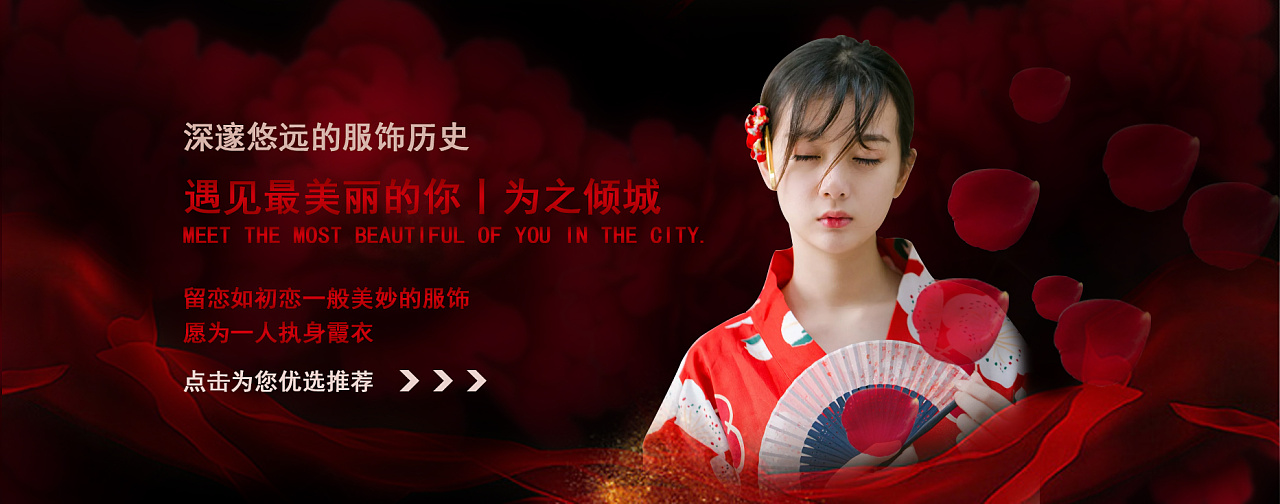 深邃悠远的服饰历史
遇见最美丽的你丨为之倾城
MEET THE MOST BEAUTIFUL OF YOU IN THE CITY.
留恋如初恋一般美妙的服饰
愿为一人执身霞衣
点击为您优选推荐